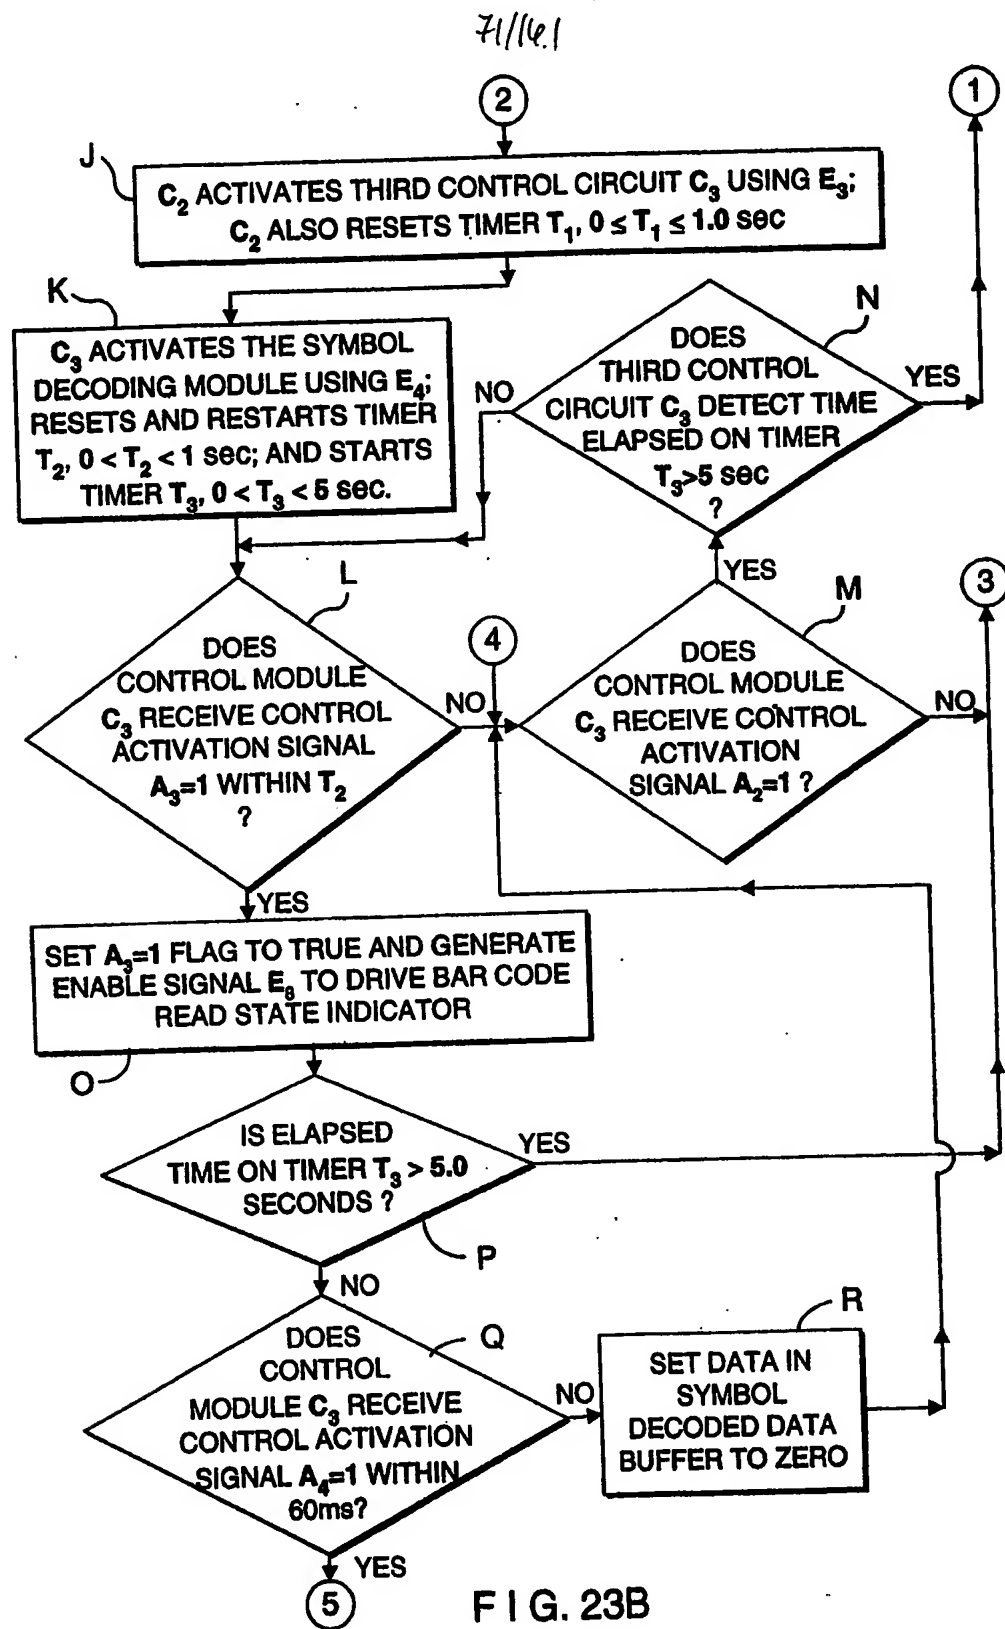 71/161
2
1
J
C₂ ACTIVATES THIRD CONTROL CIRCUIT C₃ USING E₃;
C₂ ALSO RESETS TIMER T₁, 0 ≤ T₁ ≤ 1.0 sec
K
C₃ ACTIVATES THE SYMBOL
DECODING MODULE USING E₄;
RESETS AND RESTARTS TIMER
T₂, 0 < T₂ < 1 sec; AND STARTS
TIMER T₃, 0 < T₃ < 5 sec.
N
DOES
THIRD CONTROL
CIRCUIT C₃ DETECT TIME
ELAPSED ON TIMER
T₃>5 sec
?
NO
YES
L
DOES
CONTROL MODULE
C₃ RECEIVE CONTROL
ACTIVATION SIGNAL
A₃=1 WITHIN T₂
?
NO
YES
4
YES
M
3
DOES
CONTROL MODULE
C₃ RECEIVE CONTROL
ACTIVATION
SIGNAL A₂=1 ?
NO
SET A₃=1 FLAG TO TRUE AND GENERATE
ENABLE SIGNAL E₈ TO DRIVE BAR CODE
READ STATE INDICATOR
O
IS ELAPSED
TIME ON TIMER T₃ > 5.0
SECONDS ?
YES
P
NO
Q
DOES
CONTROL
MODULE C₃ RECEIVE
CONTROL ACTIVATION
SIGNAL A₄=1 WITHIN
60ms?
NO
R
SET DATA IN
SYMBOL
DECODED DATA
BUFFER TO ZERO
YES
5
FIG. 23B